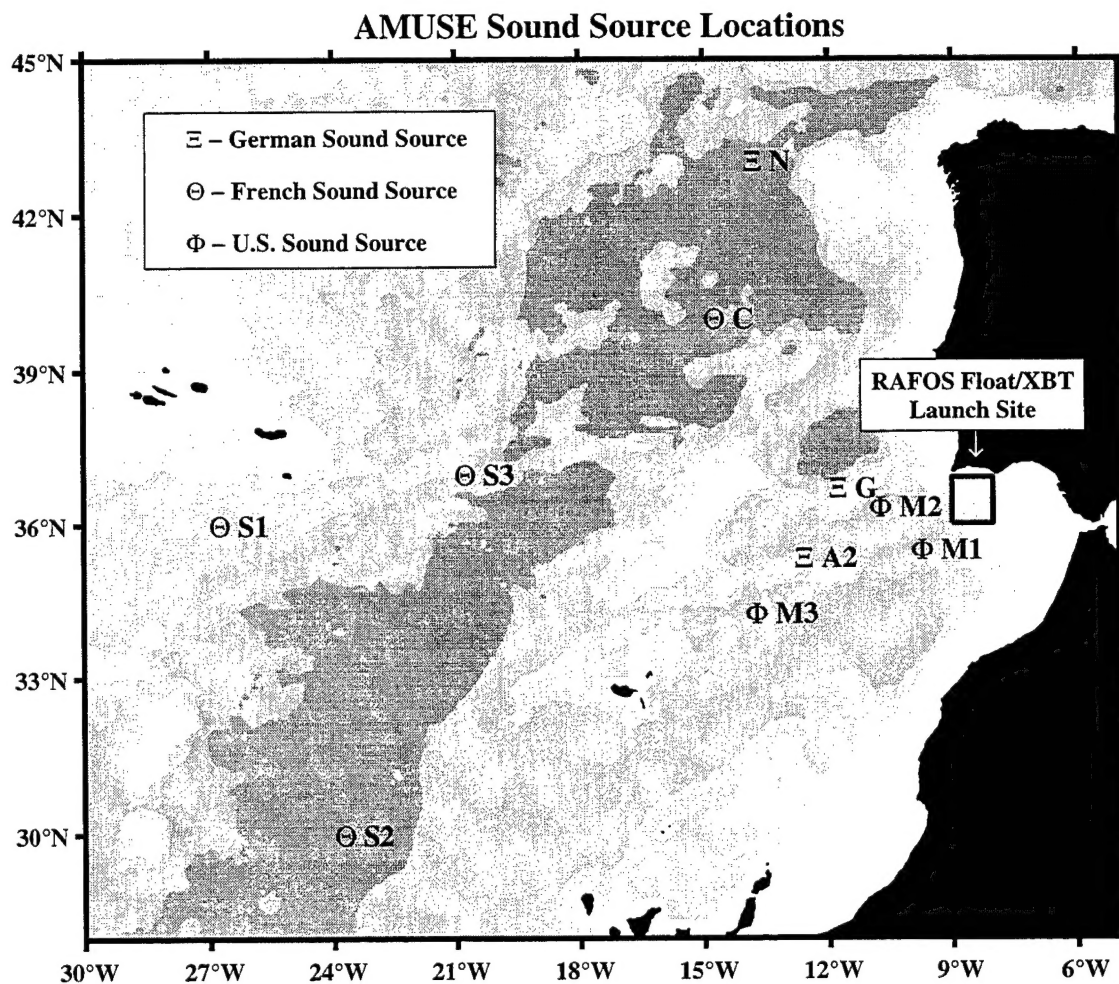 AMUSE Sound Source Locations
45°N
Ξ – German Sound Source
Θ – French Sound Source
Φ – U.S. Sound Source
Ξ N
42°N
Θ C
39°N
RAFOS Float/XBT
Launch Site
Θ S3
Ξ G
Φ M2
36°N
Θ S1
Φ M1
Ξ A2
Φ M3
33°N
30°N
Θ S2
30°W 27°W 24°W 21°W 18°W 15°W 12°W 9°W 6°W